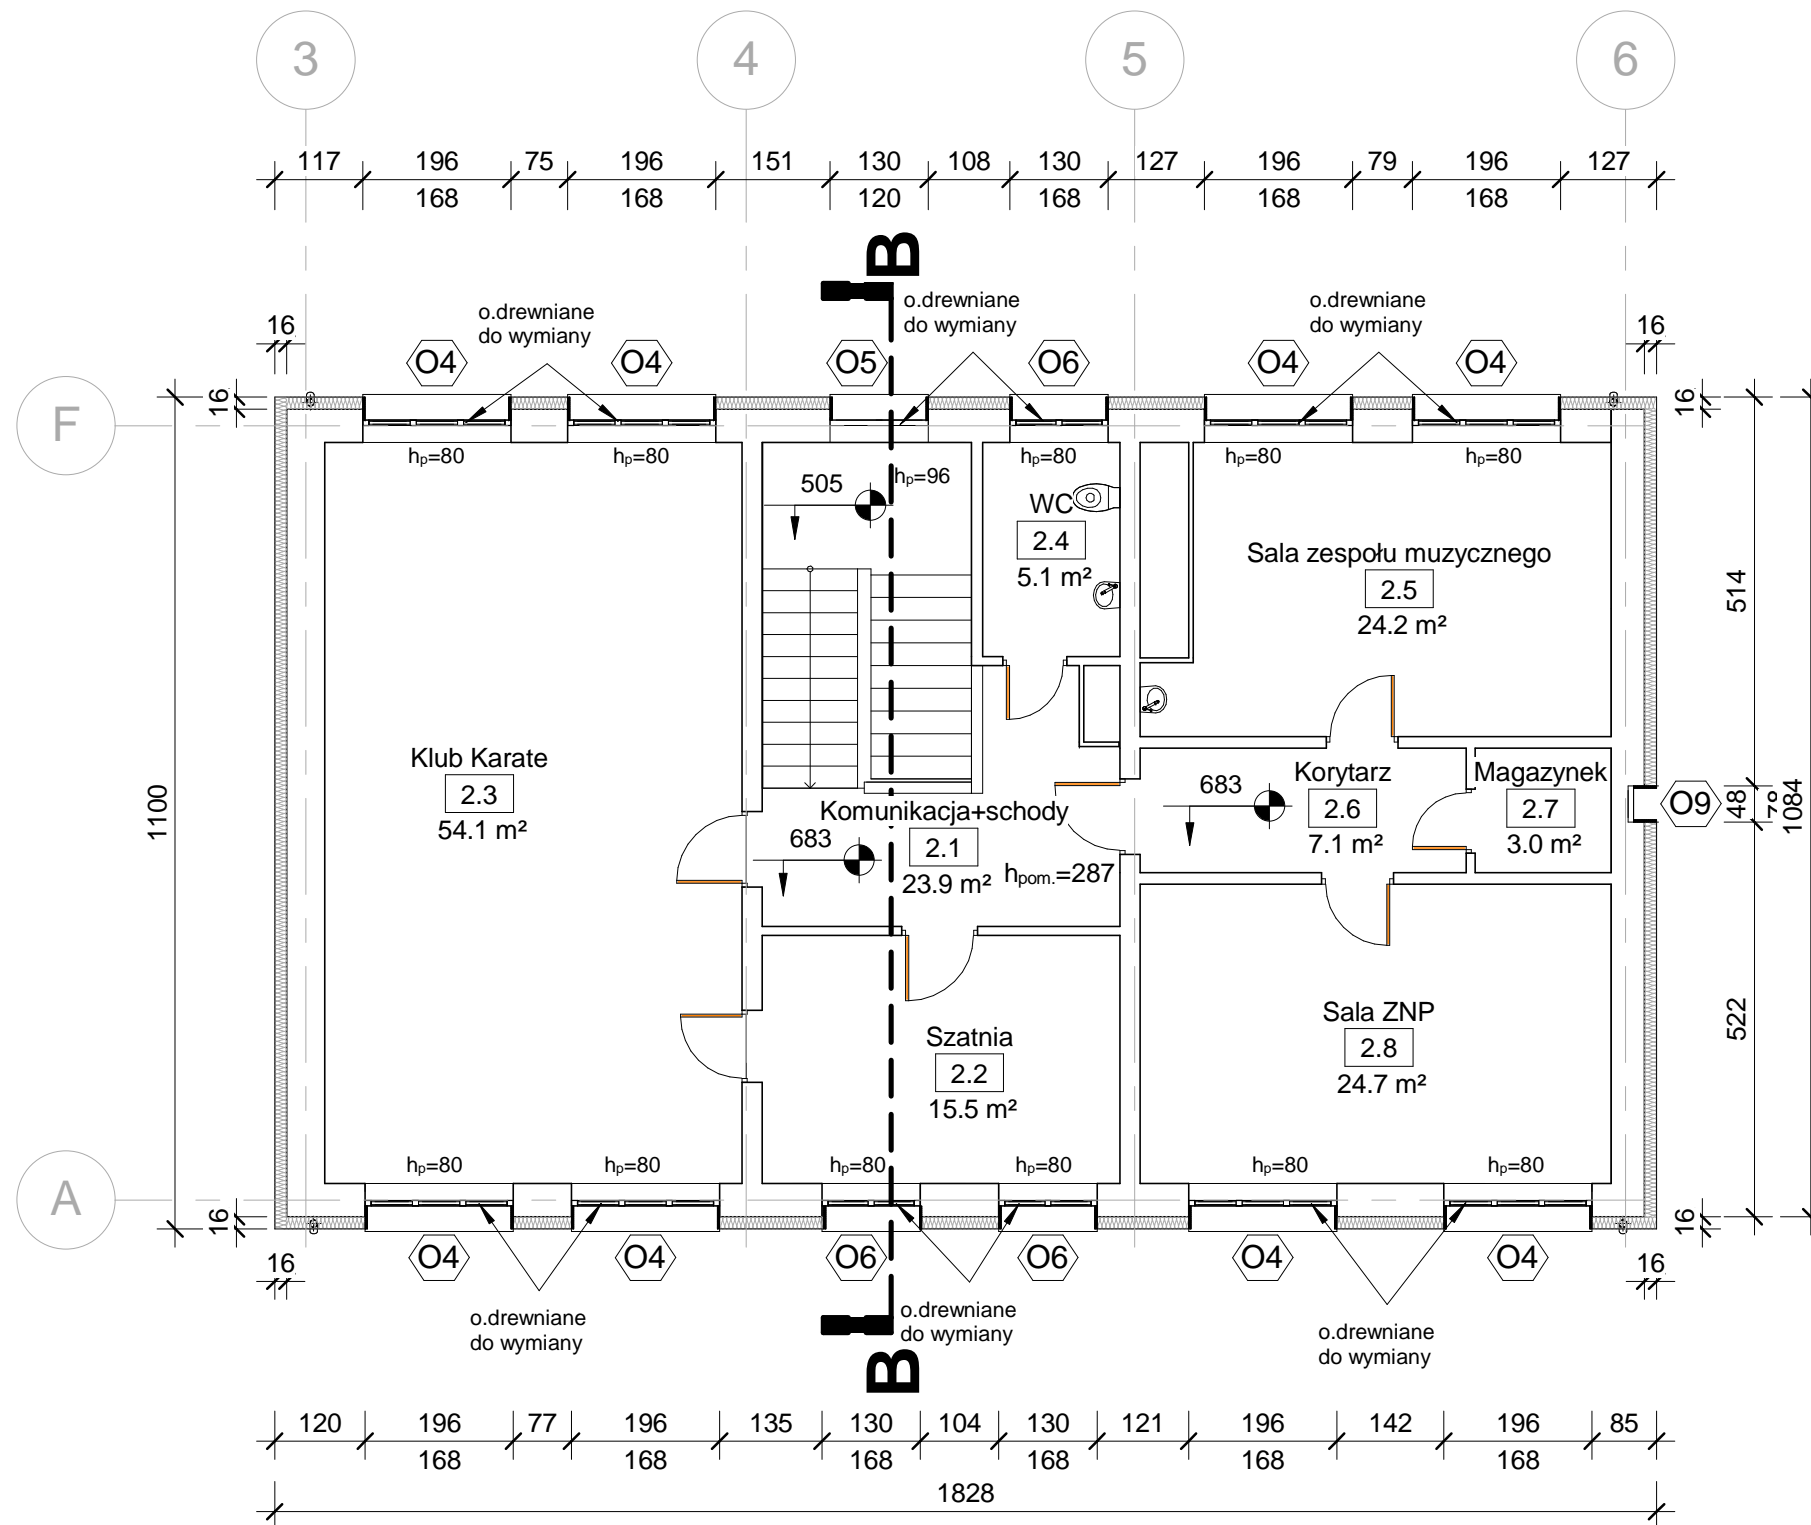 3 4 5 6
117 196 75 196 151 130 108 130 127 196 79 196 127
168 168 120 168 168 168
B
o.drewniane
do wymiany
o.drewniane
do wymiany
o.drewniane
do wymiany
16 16
O4 O4 O5 O6 O4 O4
16 16
F
hp=80 hp=80 hp=96 hp=80 hp=80 hp=80
505
WC
2.4
5.1 m²
Sala zespołu muzycznego
2.5
24.2 m²
514
Klub Karate
2.3
54.1 m²
1100
Komunikacja+schody
2.1
23.9 m²
hpom.=287
683
683
Korytarz
2.6
7.1 m²
Magazynek
2.7
3.0 m²
O9
48
78
1084
522
Szatnia
2.2
15.5 m²
Sala ZNP
2.8
24.7 m²
hp=80 hp=80 hp=80 hp=80 hp=80 hp=80
A
16 16
O4 O4 O6 O6 O4 O4
16 16
o.drewniane
do wymiany
o.drewniane
do wymiany
o.drewniane
do wymiany
B
120 196 77 196 135 130 104 130 121 196 142 196 85
168 168 168 168 168 168
1828